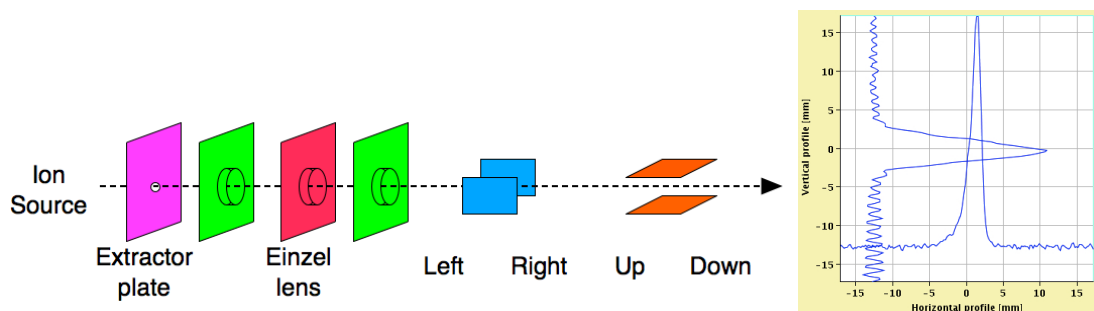 Ion
Source
Extractor
plate
Einzel
lens
Left
Right
Up
Down
Vertical profile [mm]
15
10
5
0
-5
-10
-15
-15
-10
-5
0
5
10
15
Horizontal profile [mm]